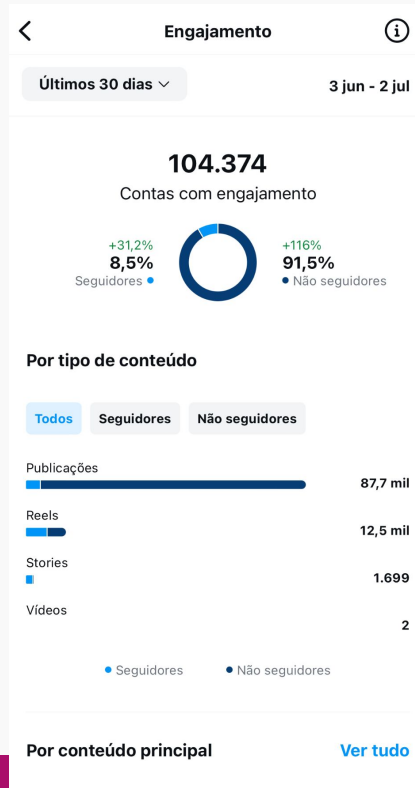 Engajamento
Últimos 30 dias
3 jun - 2 jul
104.374
Contas com engajamento
+31,2%
8,5%
Seguidores
+116%
91,5%
Não seguidores
Por tipo de conteúdo
Todos
Seguidores
Não seguidores
Publicações
87,7 mil
Reels
12,5 mil
Stories
1.699
Vídeos
2
Seguidores
Não seguidores
Por conteúdo principal
Ver tudo